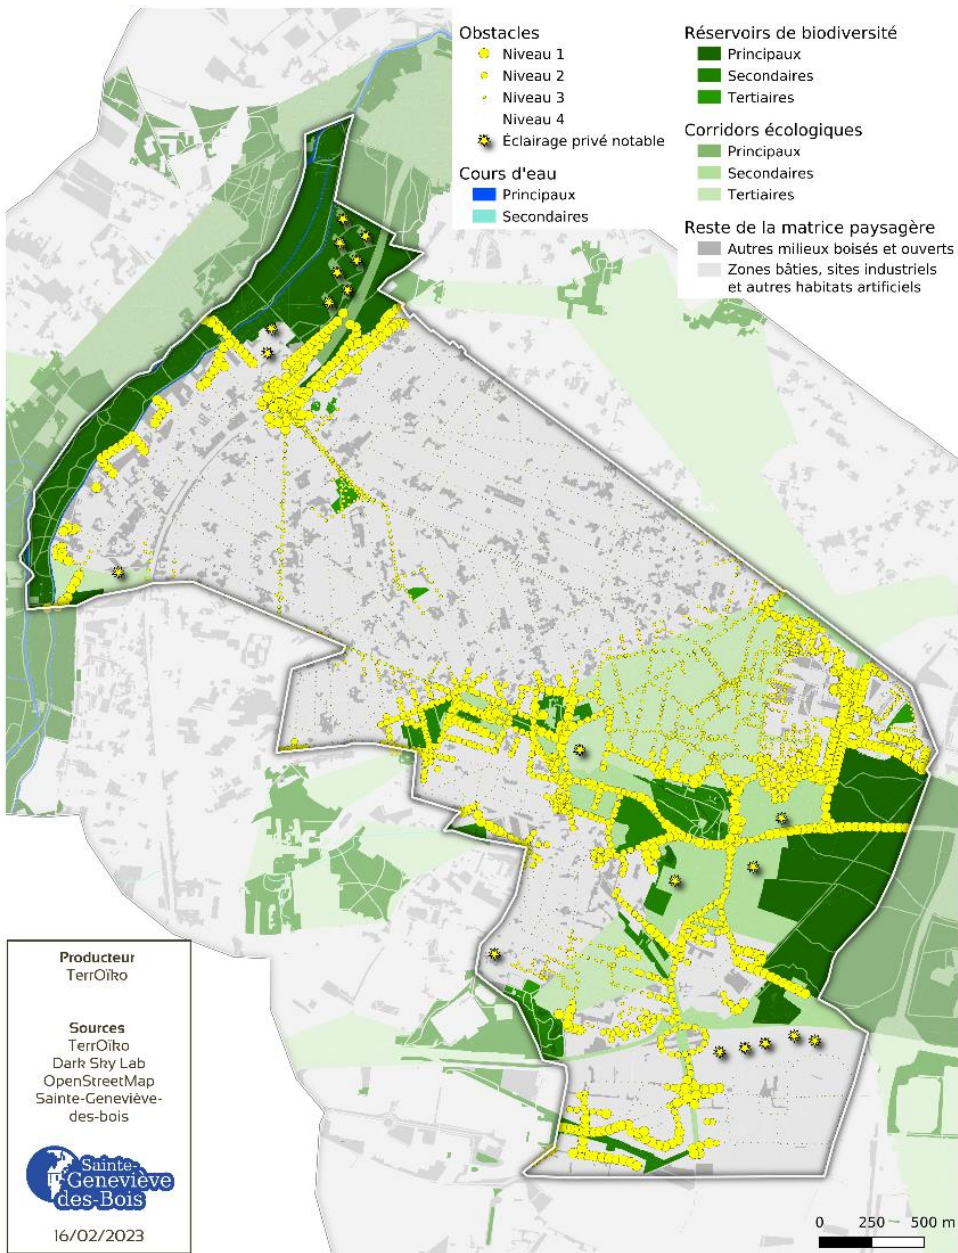 Obstacles
Niveau 1
Niveau 2
Niveau 3
Niveau 4
Éclairage privé notable
Cours d'eau
Principaux
Secondaires
Réservoirs de biodiversité
Principaux
Secondaires
Tertiaires
Corridors écologiques
Principaux
Secondaires
Tertiaires
Reste de la matrice paysagère
Autres milieux boisés et ouverts
Zones bâties, sites industriels
et autres habitats artificiels
Producteur
TerrOïko
Sources
TerrOïko
Dark Sky Lab
OpenStreetMap
Sainte-Geneviève-
des-bois
Sainte-
Geneviève
des-Bois
16/02/2023
0 250 500 m